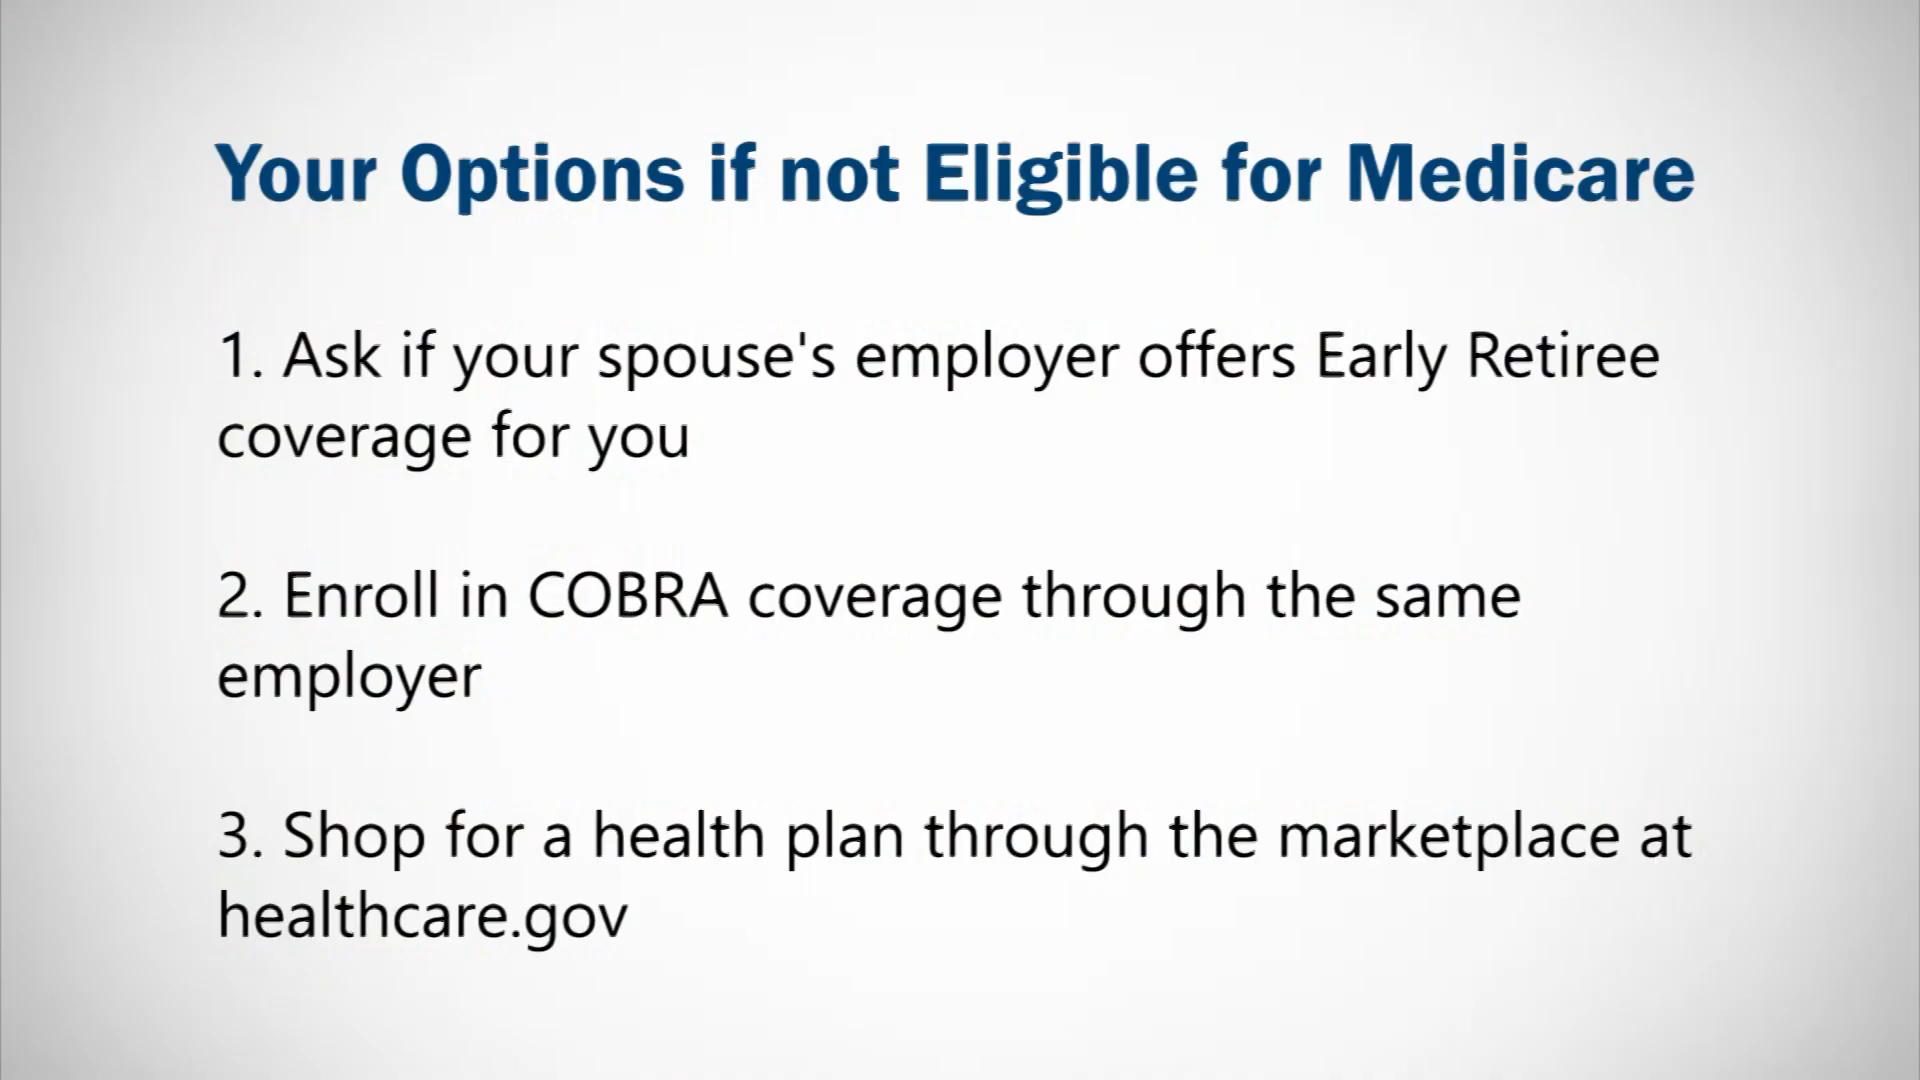 Your Options if not Eligible for Medicare
1. Ask if your spouse's employer offers Early Retiree
coverage for you
2. Enroll in COBRA coverage through the same
employer
3. Shop for a health plan through the marketplace at
healthcare.gov